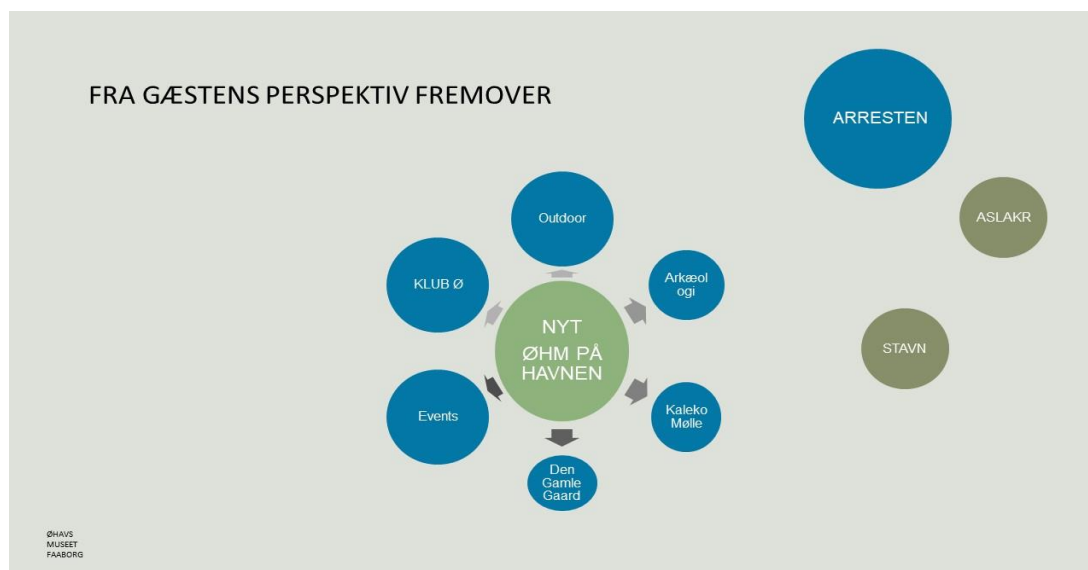 FRA GÆSTENS PERSPEKTIV FREMOVER
ARRESTEN
ASLAKR
STAVN
Outdoor
KLUB Ø
Arkæol
ogi
NYT
ØHM PÅ
HAVNEN
Events
Kaleko
Mølle
Den
Gamle
Gaard
ØHAVS
MUSEET
FAABORG